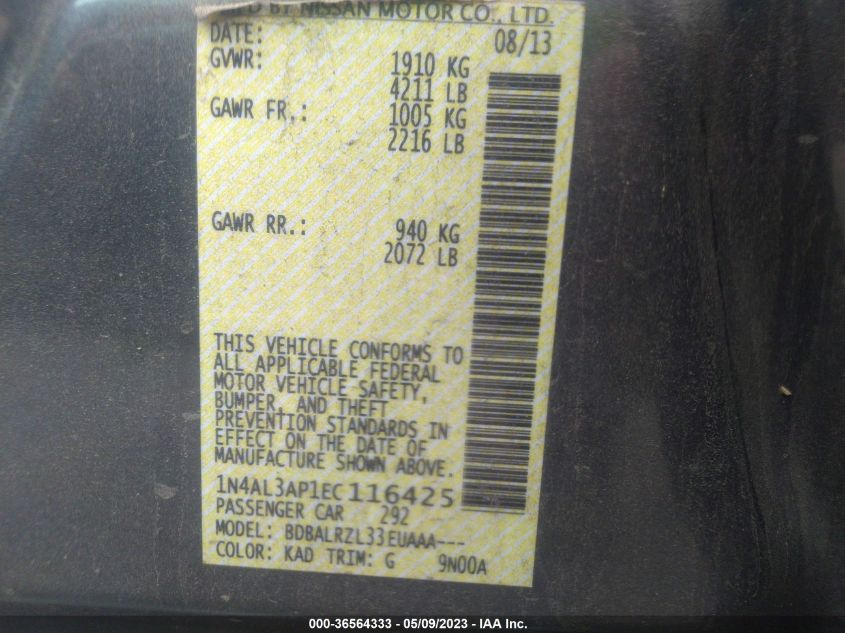 BY NISSAN MOTOR CO., LTD.
DATE: 08/13
GVWR: 1910 KG
4211 LB
GAWR FR.: 1005 KG
2216 LB
GAWR RR.: 940 KG
2072 LB
THIS VEHICLE CONFORMS TO
ALL APPLICABLE FEDERAL
MOTOR VEHICLE SAFETY,
BUMPER, AND THEFT
PREVENTION STANDARDS IN
EFFECT ON THE DATE OF
MANUFACTURE SHOWN ABOVE.
1N4AL3AP1EC116425
PASSENGER CAR 292
MODEL: BDBALRZL33EUAAA---
COLOR: KAD TRIM: G 9N00A
000-36564333 - 05/09/2023 - IAA Inc.